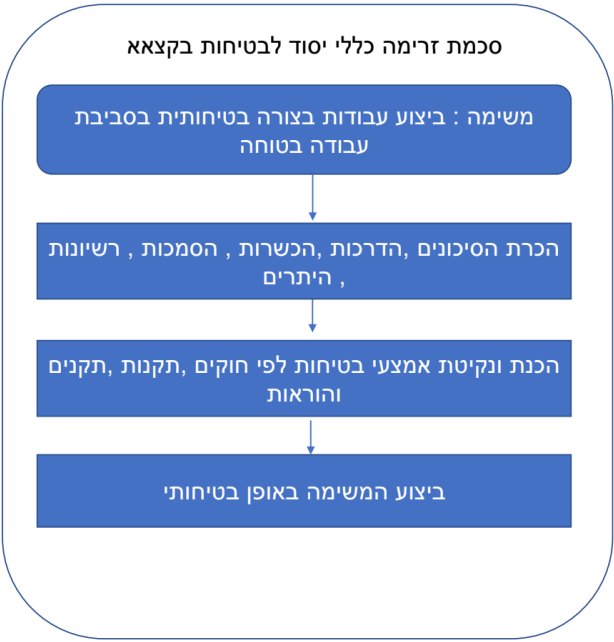 סכמת זרימה כללי יסוד לבטיחות בקצאא
משימה : ביצוע עבודות בצורה בטיחותית בסביבת
עבודה בטוחה
הכרת הסיכונים ,הדרכות ,הכשרות , הסמכות , רשיונות
, היתרים
הכנת ונקיטת אמצעי בטיחות לפי חוקים ,תקנות ,תקנים
והוראות
ביצוע המשימה באופן בטיחותי